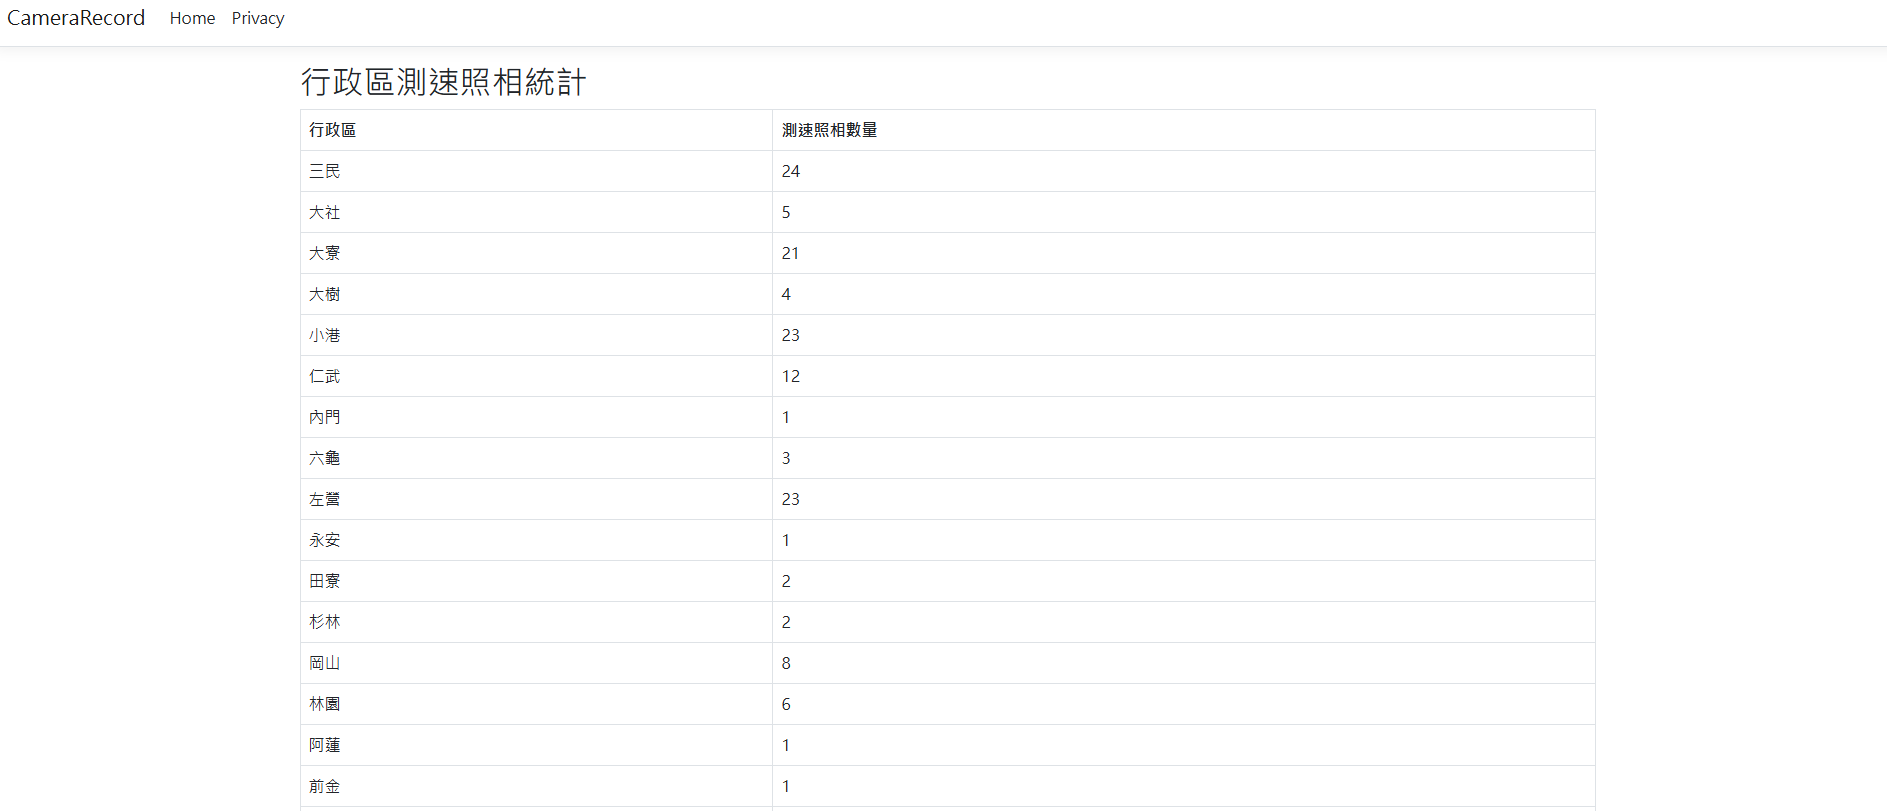 CameraRecord Home Privacy
行政區測速照相統計
行政區 測速照相數量
三民 24
大社 5
大寮 21
大樹 4
小港 23
仁武 12
內門 1
六龜 3
左營 23
永安 1
田寮 2
杉林 2
岡山 8
林園 6
阿蓮 1
前金 1